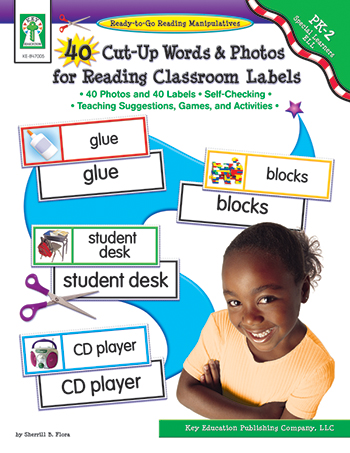 Ready-to-Go Reading Manipulatives
KE-847005
40 Cut-Up Words & Photos
for Reading Classroom Labels
PK-2
Special Learners
ELL
• 40 Photos and 40 Labels • Self-Checking •
• Teaching Suggestions, Games, and Activities •
glue
glue
blocks
blocks
student
desk
student desk
CD player
CD player
by Sherrill B. Flora
Key Education Publishing Company, LLC